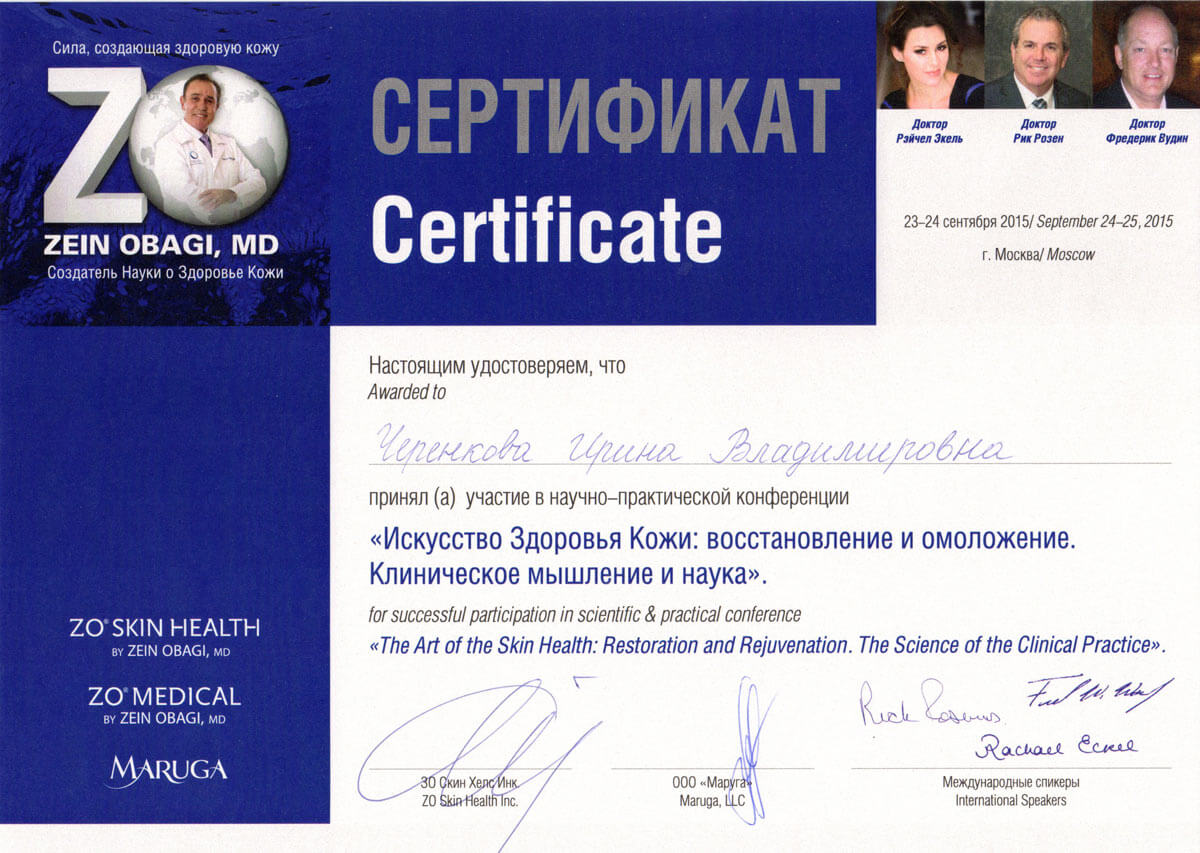 Сила, создающая здоровую кожу
ZO
ZEIN OBAGI, MD
Создатель Науки о Здоровье Кожи
СЕРТИФИКАТ
Certificate
Доктор
Рэйчел Экель
Доктор
Рик Розен
Доктор
Фредерик Вудин
23–24 сентября 2015/ September 24–25, 2015
г. Москва/ Moscow
Настоящим удостоверяем, что
Awarded to
Черенкова Ирина Владимировна
принял (а) участие в научно–практической конференции
«Искусство Здоровья Кожи: восстановление и омоложение.
Клиническое мышление и наука».
for successful participation in scientific & practical conference
«The Art of the Skin Health: Restoration and Rejuvenation. The Science of the Clinical Practice».
ZO® SKIN HEALTH
BY ZEIN OBAGI, MD
ZO® MEDICAL
BY ZEIN OBAGI, MD
MARUGA
Rick
Rachael Eckel
ЗО Скин Хелс Инк.
ZO Skin Health Inc.
ООО «Маруга»
Maruga, LLC
Международные спикеры
International Speakers